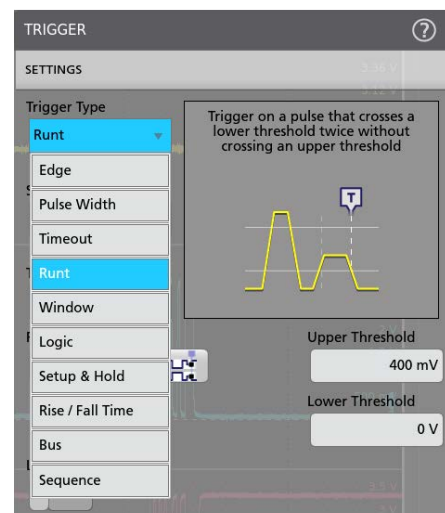 TRIGGER
?
SETTINGS
Trigger Type
Runt
Edge
Pulse Width
Timeout
Runt
Window
Logic
Setup & Hold
Rise / Fall Time
Bus
Sequence
Trigger on a pulse that crosses a
lower threshold twice without
crossing an upper threshold
T
Upper Threshold
400 mV
Lower Threshold
0 V
3.5 V